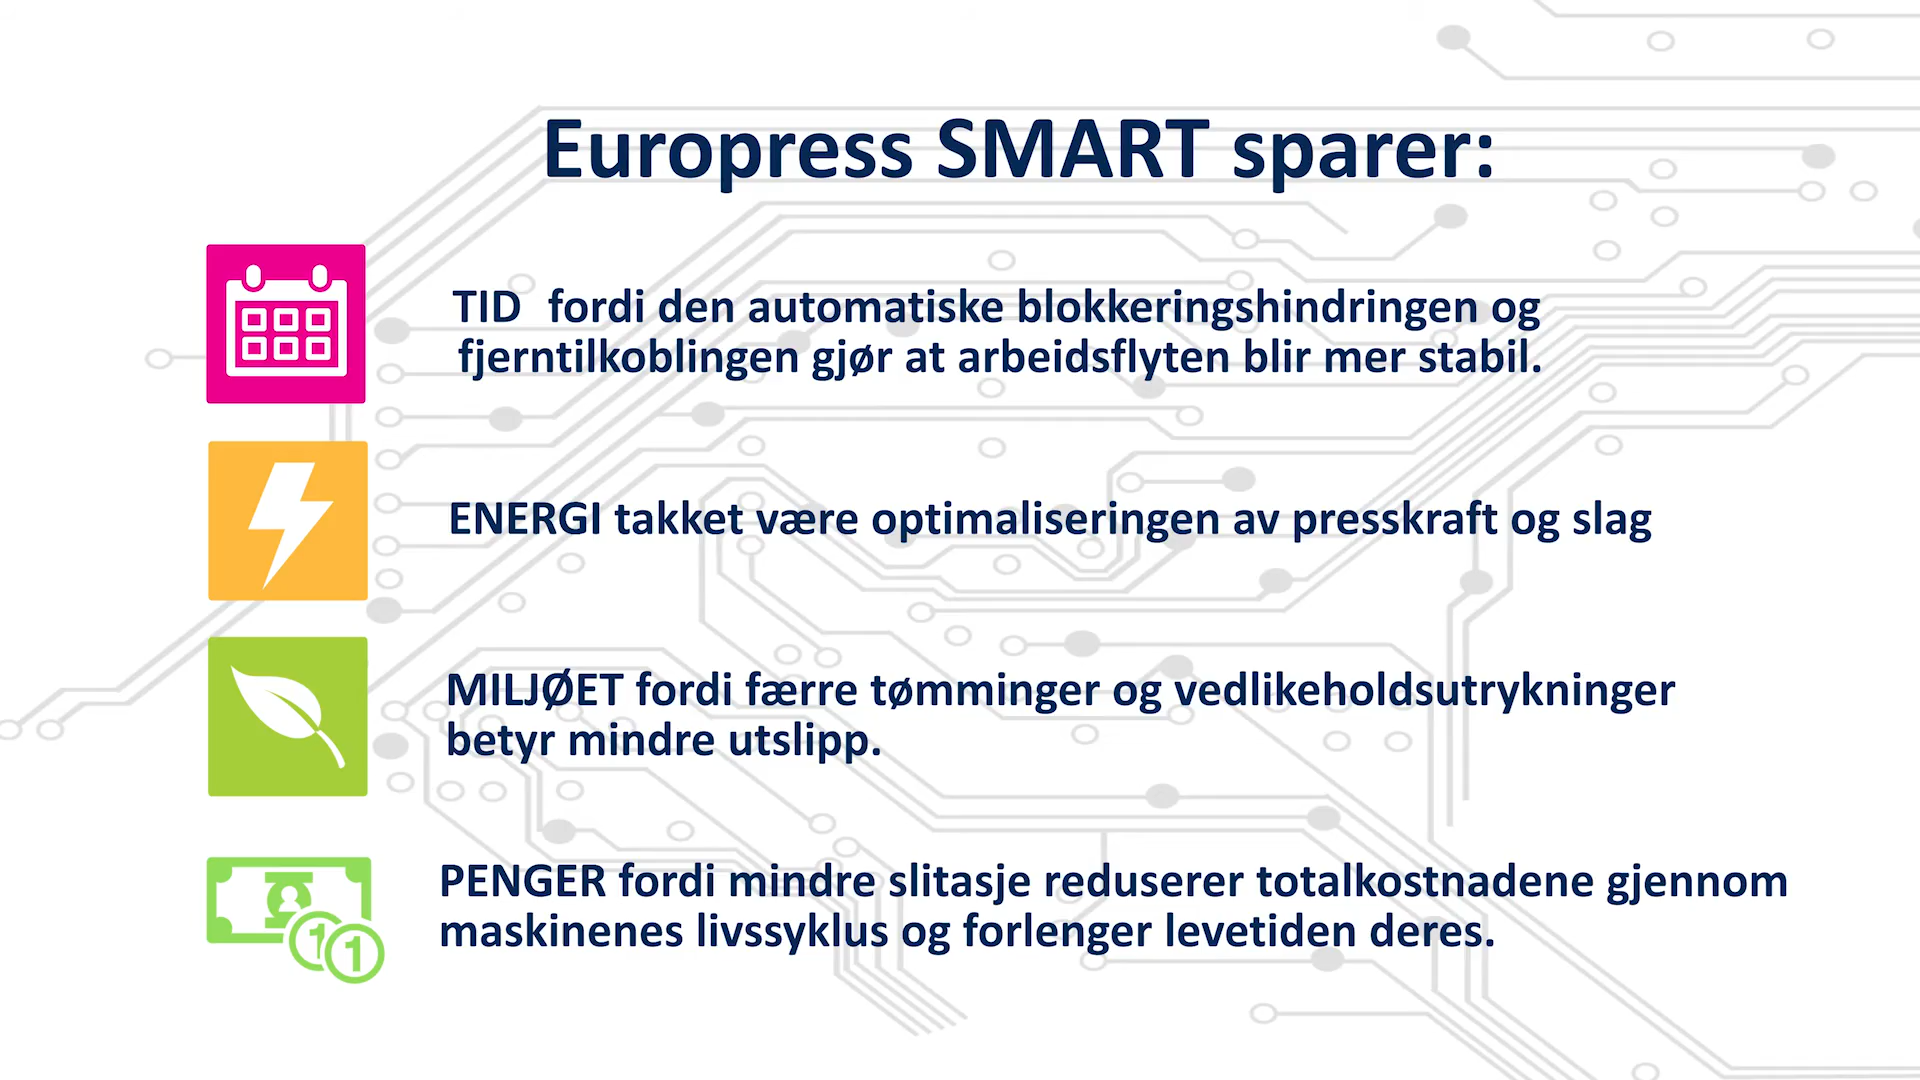 Europress SMART sparer:
TID fordi den automatiske blokkeringshindringen og
fjerntilkoblingen gjør at arbeidsflyten blir mer stabil.
ENERGI takket være optimaliseringen av presskraft og slag
MILJØET fordi færre tømminger og vedlikeholdsutrykninger
betyr mindre utslipp.
PENGER fordi mindre slitasje reduserer totalkostnadene gjennom
maskinenes livssyklus og forlenger levetiden deres.
1
1